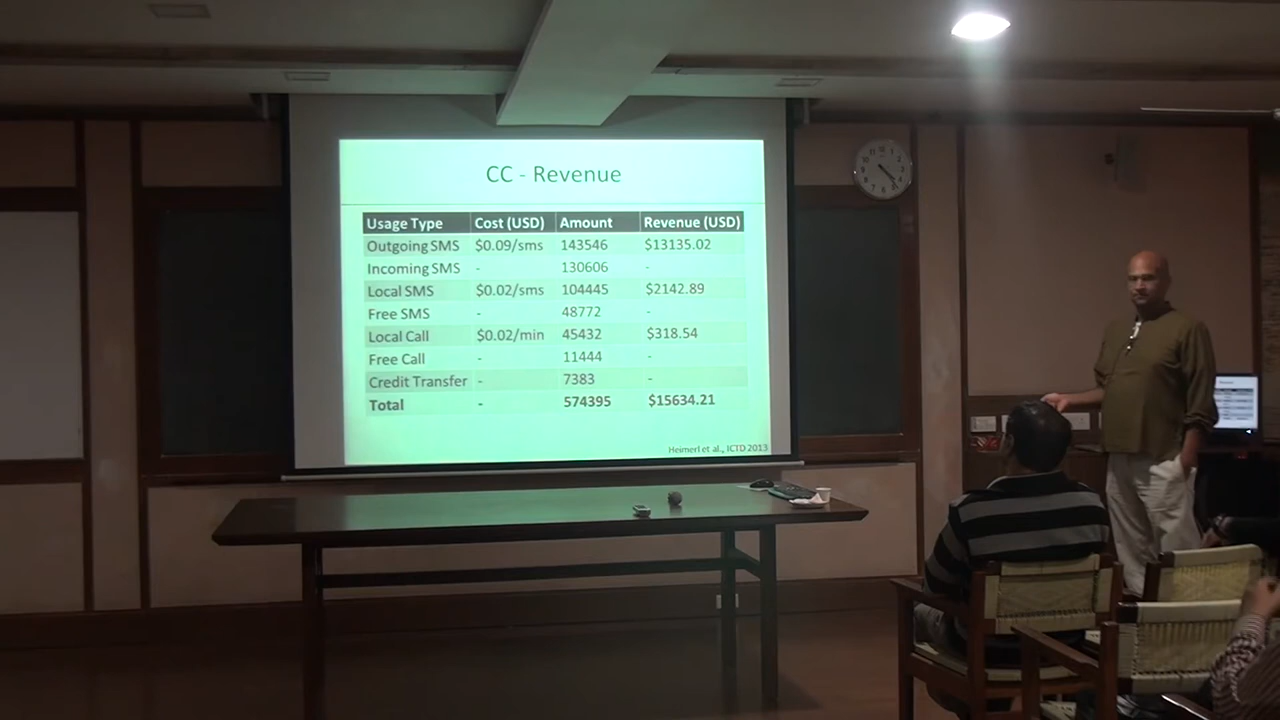 CC - Revenue
Usage Type Cost (USD) Amount Revenue (USD)
Outgoing SMS $0.09/sms 143546 $13135.02
Incoming SMS - 130606 -
Local SMS $0.02/sms 104445 $2142.89
Free SMS - 48772 -
Local Call $0.02/min 45432 $318.54
Free Call - 11444 -
Credit Transfer - 7383 -
Total - 574395 $15634.21
Heimerl et al., ICTD 2013